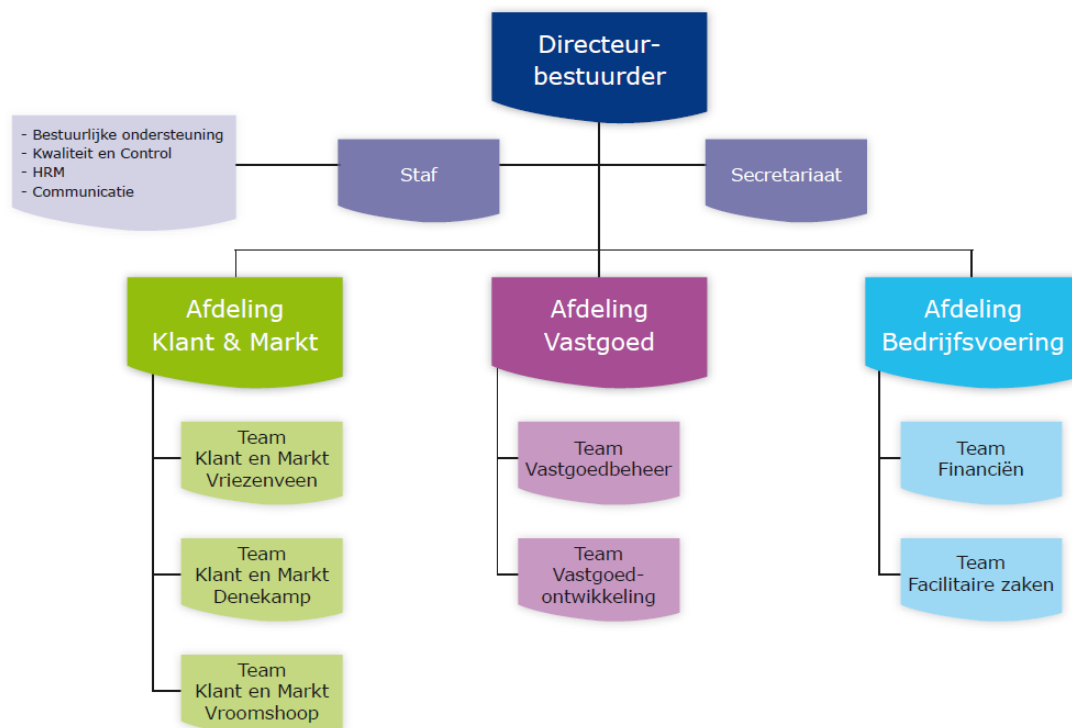 Directeur-
bestuurder
- Bestuurlijke ondersteuning
- Kwaliteit en Control
- HRM
- Communicatie
Staf
Secretariaat
Afdeling
Klant & Markt
Afdeling
Vastgoed
Afdeling
Bedrijfsvoering
Team
Klant en Markt
Vriezenveen
Team
Klant en Markt
Denekamp
Team
Klant en Markt
Vroomshoop
Team
Vastgoedbeheer
Team
Vastgoed-
ontwikkeling
Team
Financiën
Team
Facilitaire zaken